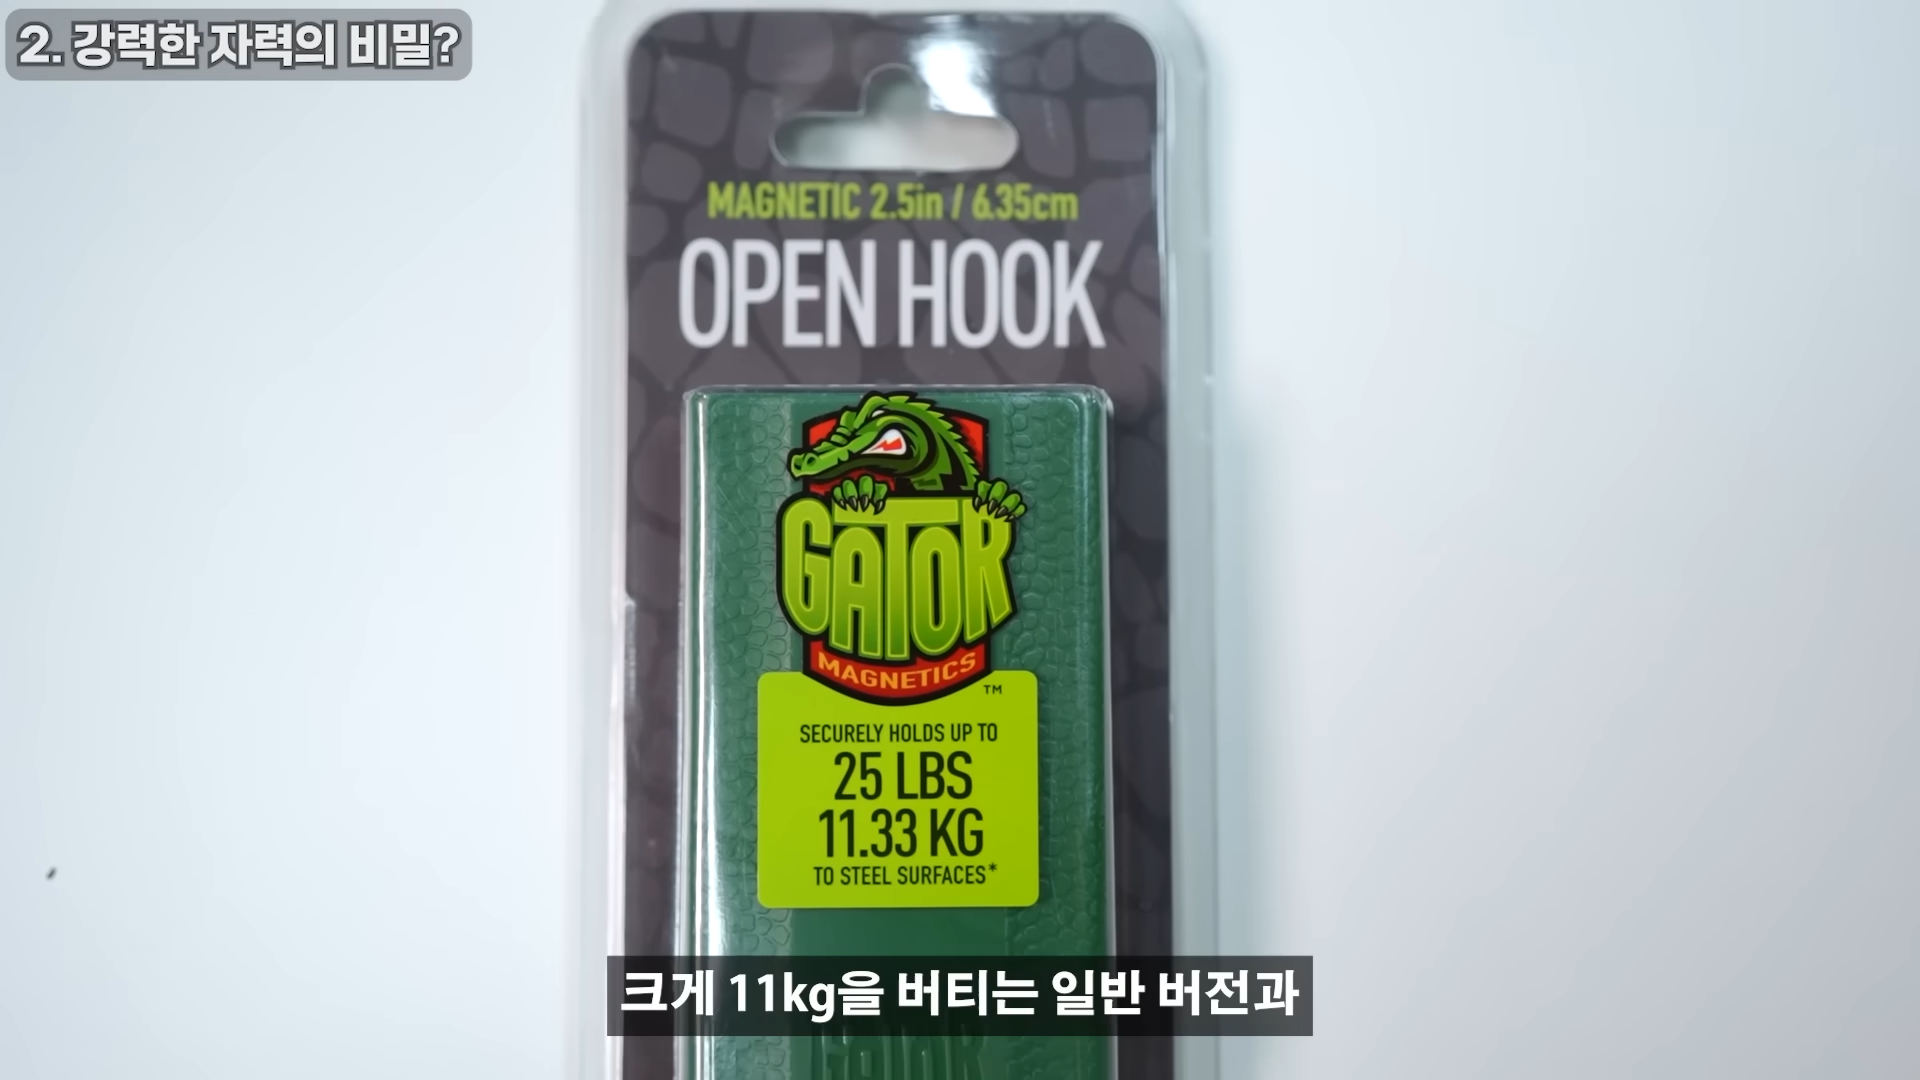 2. 강력한 자력의 비밀?
MAGNETIC 2.5in / 6.35cm
OPEN HOOK
GATOR
MAGNETICS
TM
SECURELY HOLDS UP TO
25 LBS
11.33 KG
TO STEEL SURFACES*
크게 11kg을 버티는 일반 버전과
GATOR